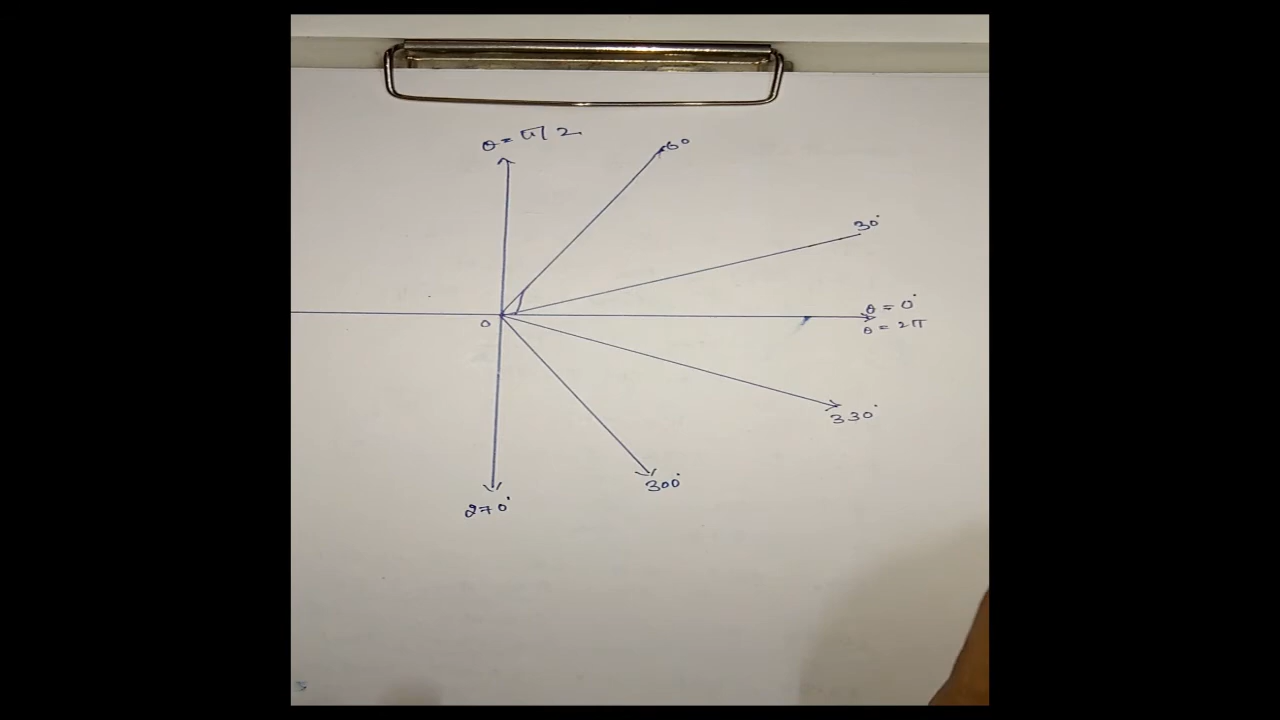 θ = π/2
60
30°
θ = 0°
θ = 2π
0
330°
300°
270°